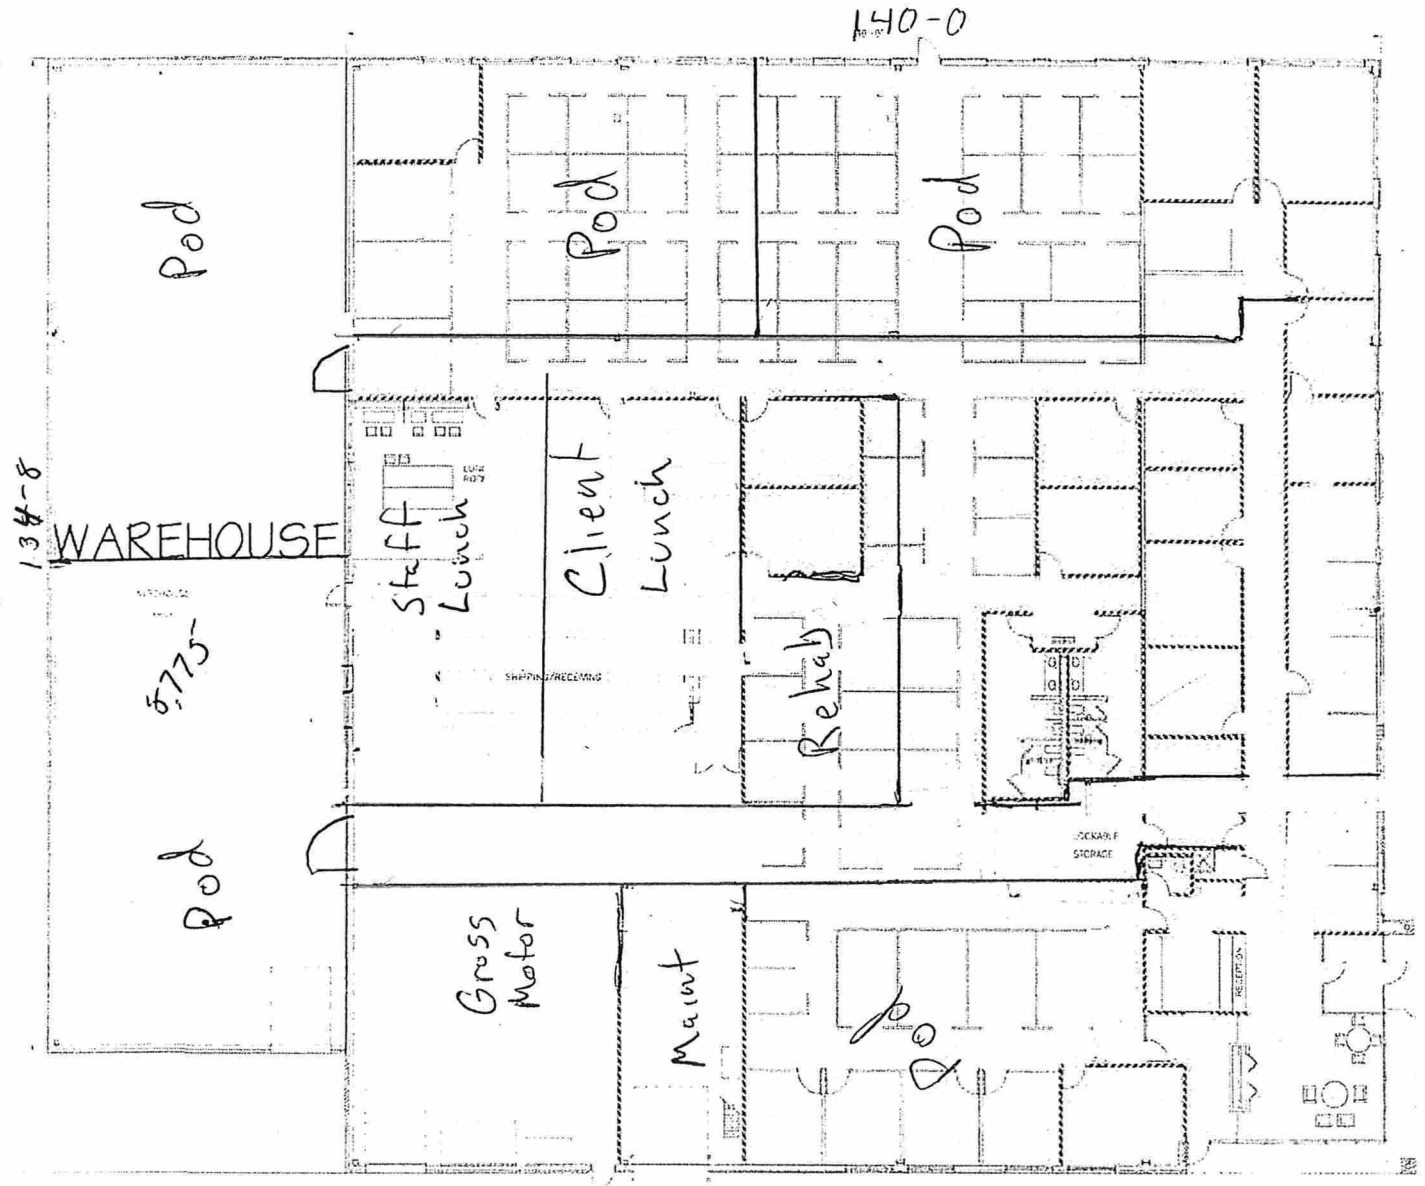 140-0
Pod
Pod
Pod
134-8
WAREHOUSE
Staff
Lunch
Client
Lunch
5775
SHIPPING/RECEIVING
Rehab
LOCKABLE
STORAGE
Pod
Gross
Motor
Maint
Pod
RECEPTION